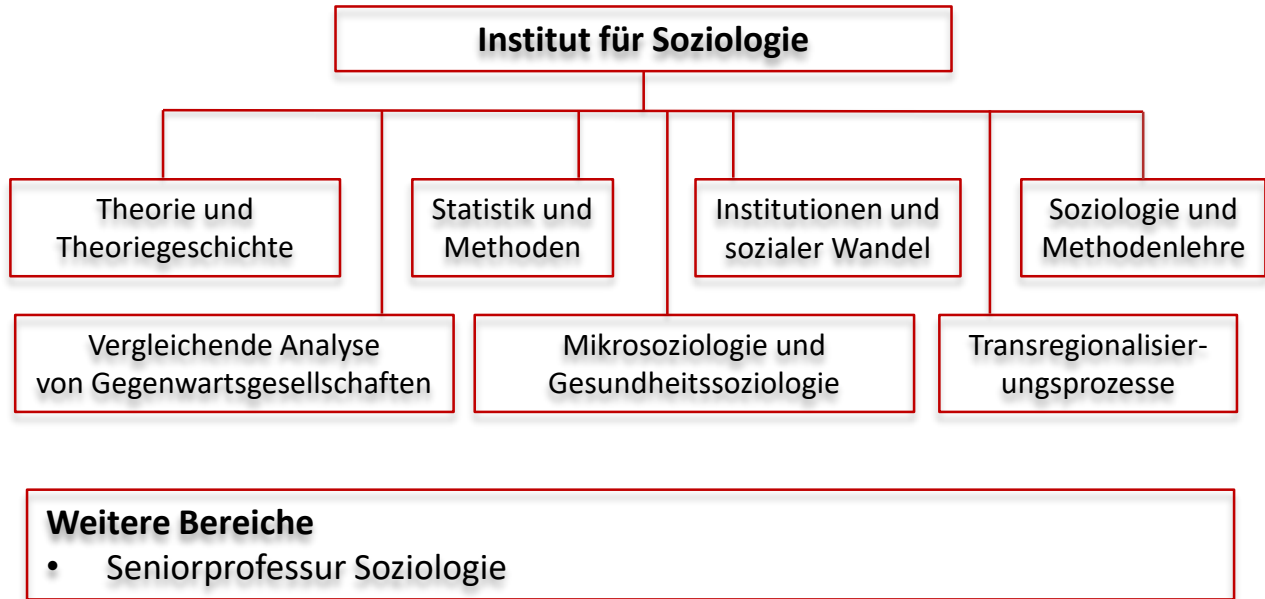 Institut für Soziologie
Theorie und
Theoriegeschichte
Statistik und
Methoden
Institutionen und
sozialer Wandel
Soziologie und
Methodenlehre
Vergleichende Analyse
von Gegenwartsgesellschaften
Mikrosoziologie und
Gesundheitssoziologie
Transregionalisier-
ungsprozesse
Weitere Bereiche
• Seniorprofessur Soziologie